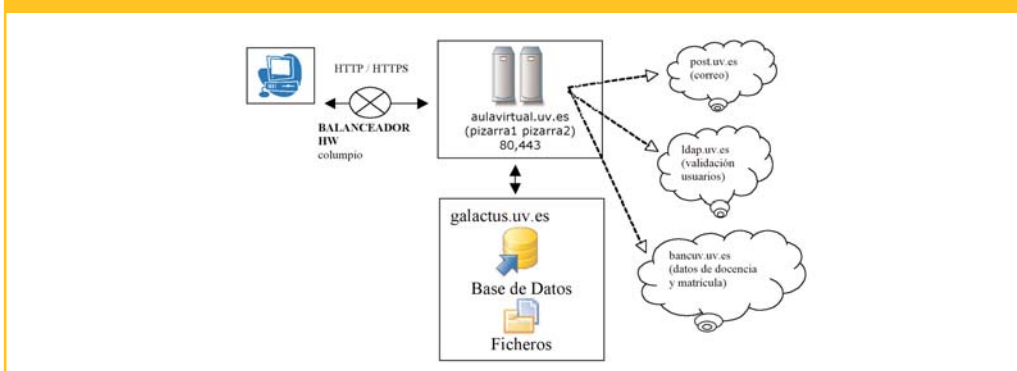 HTTP / HTTPS
BALANCEADOR
HW
columpio
aulavirtual.uv.es
(pizarra1 pizarra2)
80,443
post.uv.es
(correo)
ldap.uv.es
(validación
usuarios)
bancuv.uv.es
(datos de docencia
y matrícula)
galactus.uv.es
Base de Datos
Ficheros